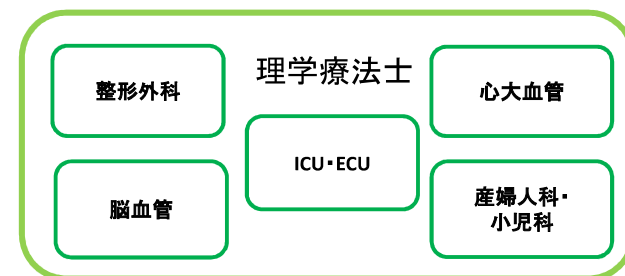 理学療法士
整形外科
心大血管
ICU・ECU
脳血管
産婦人科・
小児科